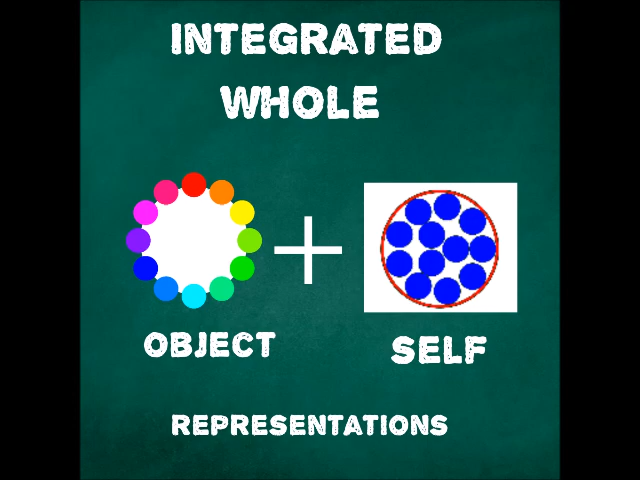 INTEGRATED
WHOLE
OBJECT
SELF
REPRESENTATIONS